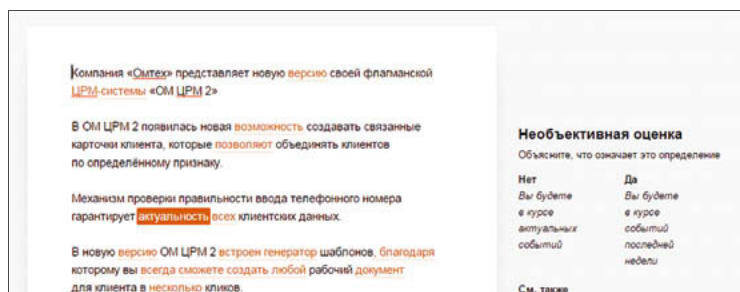 Компания «Омтех» представляет новую версию своей флагманской
ЦРМ-системы «ОМ ЦРМ 2»
В ОМ ЦРМ 2 появилась новая возможность создавать связанные
карточки клиента, которые позволяют объединять клиентов
по определённому признаку.
Механизм проверки правильности ввода телефонного номера
гарантирует актуальность всех клиентских данных.
В новую версию ОМ ЦРМ 2 встроен генератор шаблонов, благодаря
которому вы всегда сможете создать любой рабочий документ
для клиента в несколько кликов.
Необъективная оценка
Объясните, что означает это определение
Нет
Вы будете
в курсе
актуальных
событий
Да
Вы будете
в курсе
событий
последней
недели
См. также